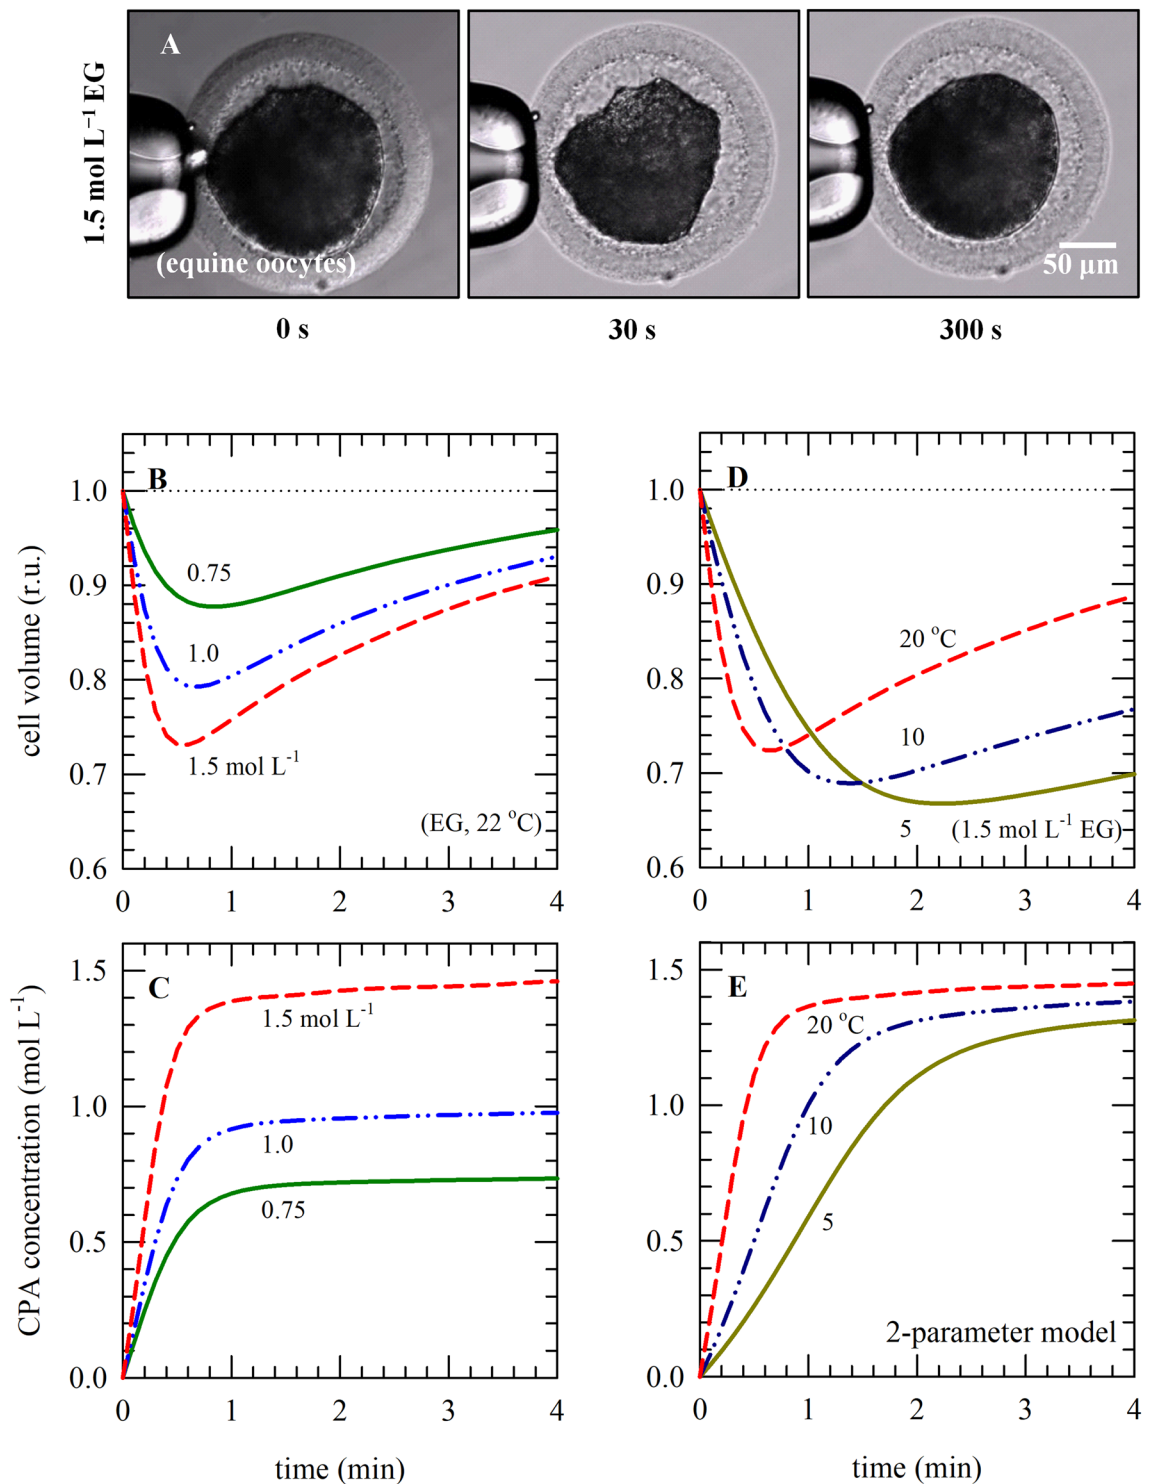 1.5 mol L⁻¹ EG
A
(equine oocytes)
50 µm
0 s
30 s
300 s
cell volume (r.u.)
B
1.0
0.9
0.8
0.7
0.6
0.75
1.0
1.5 mol L⁻¹
(EG, 22 °C)
0 1 2 3 4
D
1.0
0.9
0.8
0.7
0.6
20 °C
10
5
(1.5 mol L⁻¹ EG)
0 1 2 3 4
CPA concentration (mol L⁻¹)
C
1.5
1.0
0.5
0.0
1.5 mol L⁻¹
1.0
0.75
0 1 2 3 4
time (min)
E
1.5
1.0
0.5
0.0
20 °C
10
5
2-parameter model
0 1 2 3 4
time (min)